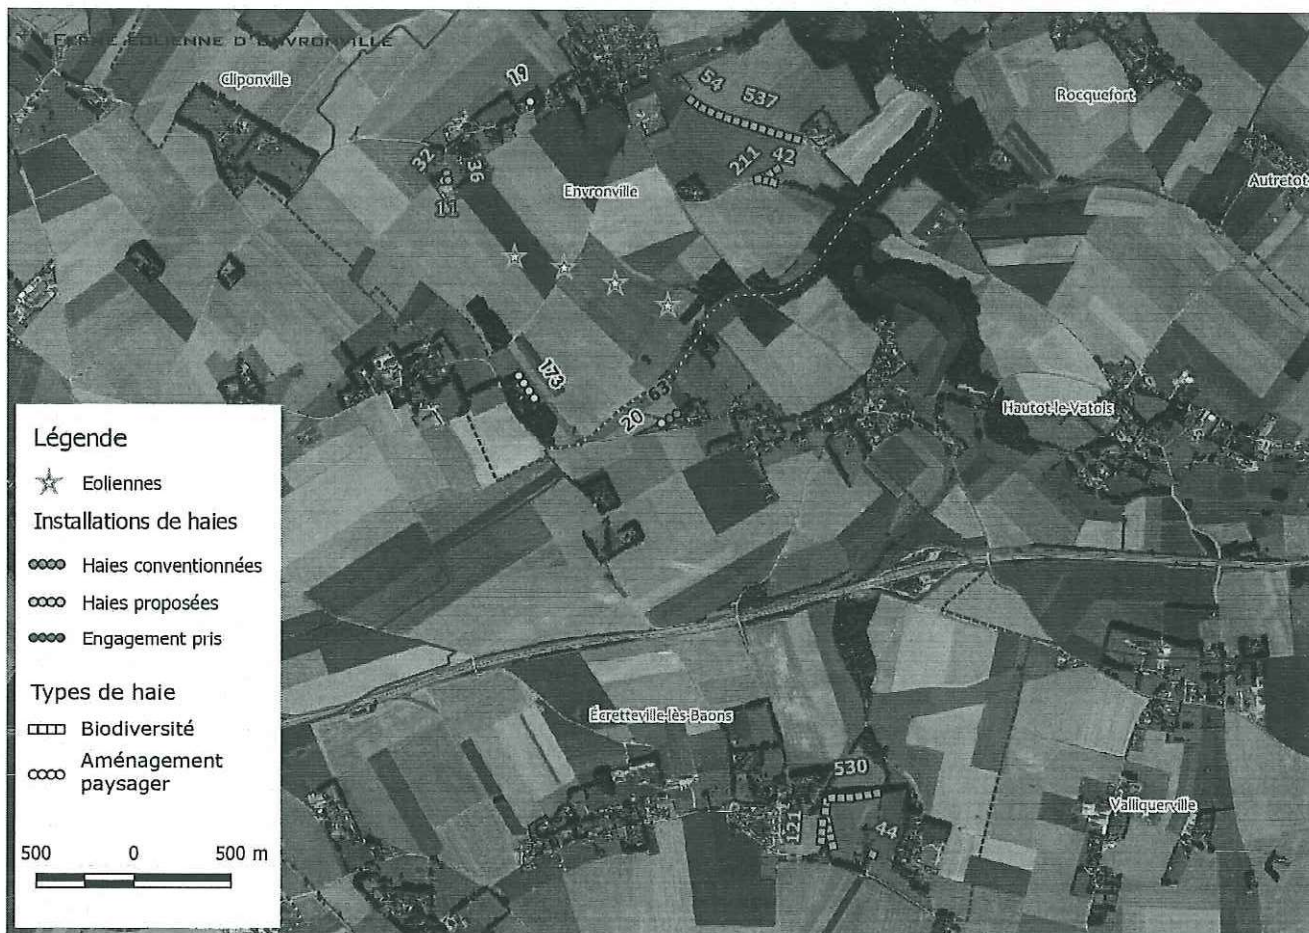 FERME ÉOLIENNE D'ENVRONVILLE
Cliponville
19
54
537
Rocquefort
32
36
211
42
11
Envronville
Autretot
173
20
63
Hautot-le-Vatois
Légende
Eoliennes
Installations de haies
Haies conventionnées
Haies proposées
Engagement pris
Types de haie
Biodiversité
Aménagement
paysager
500 0 500 m
Écretteville-lès-Baons
530
121
44
Valliquerville